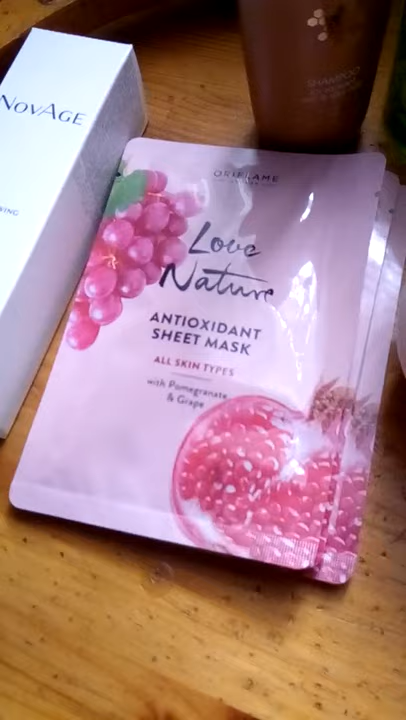 NOVAGE
SHAMPOO
ORIFLAME
Love
Nature
ANTIOXIDANT
SHEET MASK
ALL SKIN TYPES
with Pomegranate
& Grape